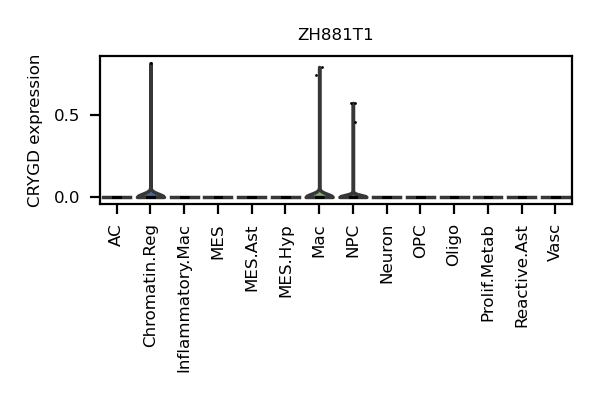 ZH881T1
CRYGD expression
0.5
0.0
AC
Chromatin.Reg
Inflammatory.Mac
MES
MES.Ast
MES.Hyp
Mac
NPC
Neuron
OPC
Oligo
Prolif.Metab
Reactive.Ast
Vasc